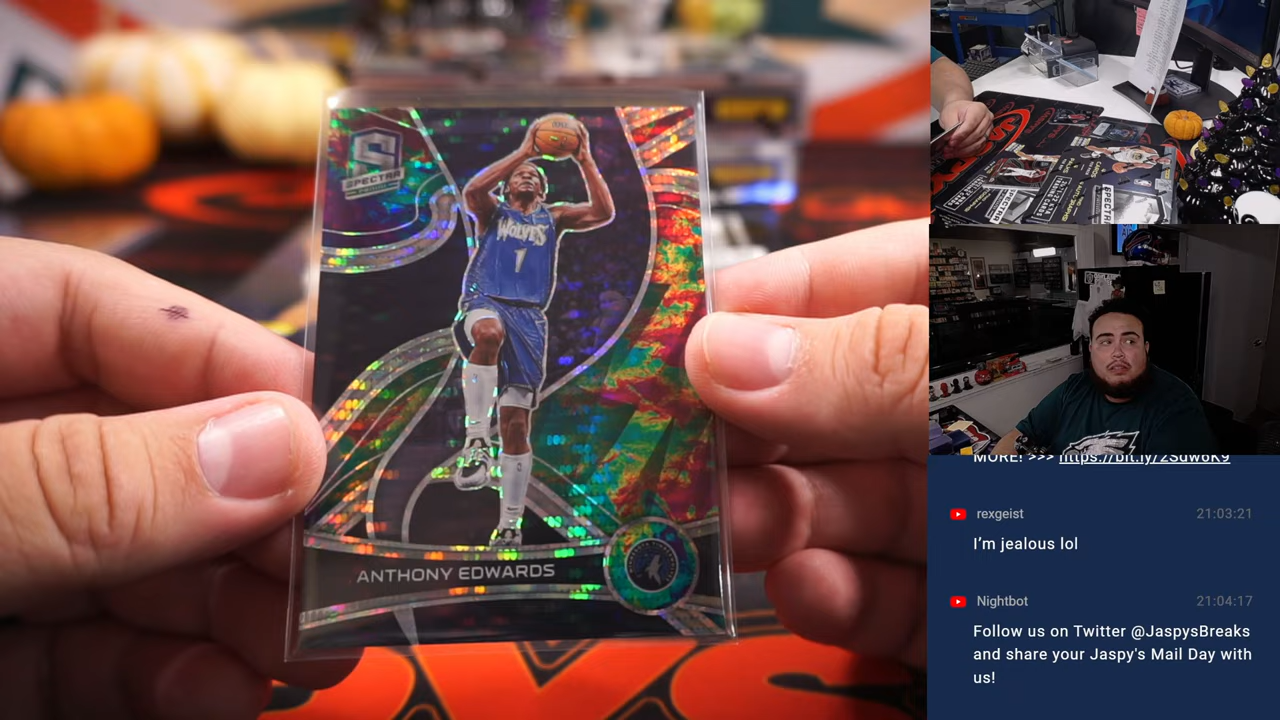 SPECTRA
WOLVES
1
ANTHONY EDWARDS
SPECTRA
MORE! >>> https://bit.ly/2Sdw6K9
rexgeist
21:03:21
I'm jealous lol
Nightbot
21:04:17
Follow us on Twitter @JaspysBreaks
and share your Jaspy's Mail Day with
us!